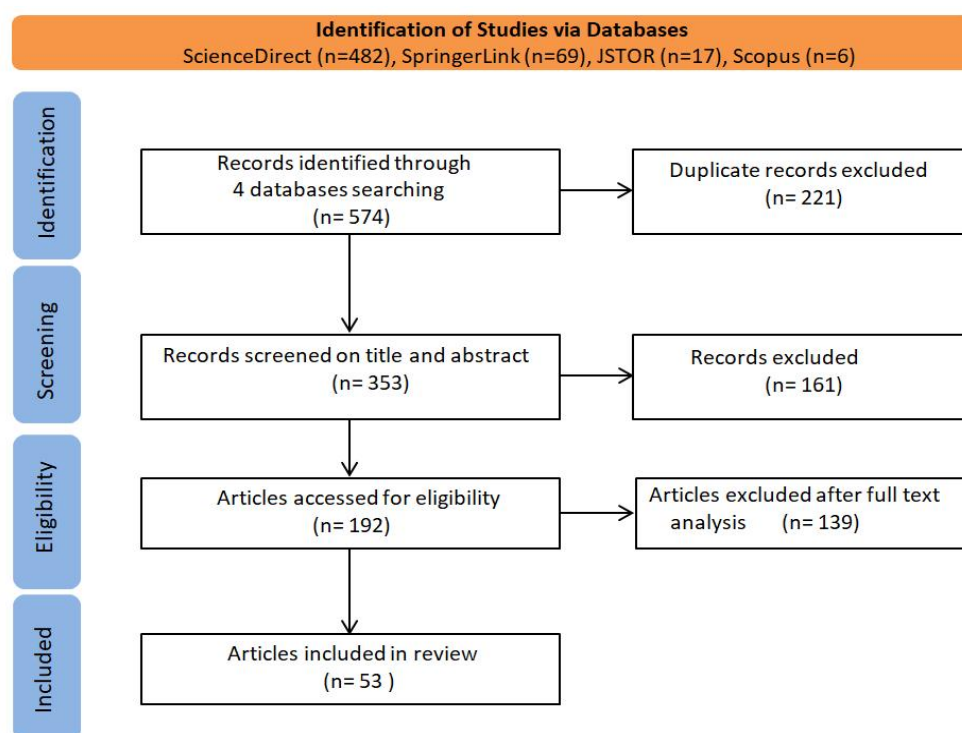 Identification of Studies via Databases
ScienceDirect (n=482), SpringerLink (n=69), JSTOR (n=17), Scopus (n=6)
Identification
Records identified through
4 databases searching
(n= 574)
Duplicate records excluded
(n= 221)
Screening
Records screened on title and abstract
(n= 353)
Records excluded
(n= 161)
Eligibility
Articles accessed for eligibility
(n= 192)
Articles excluded after full text
analysis (n= 139)
Included
Articles included in review
(n= 53 )